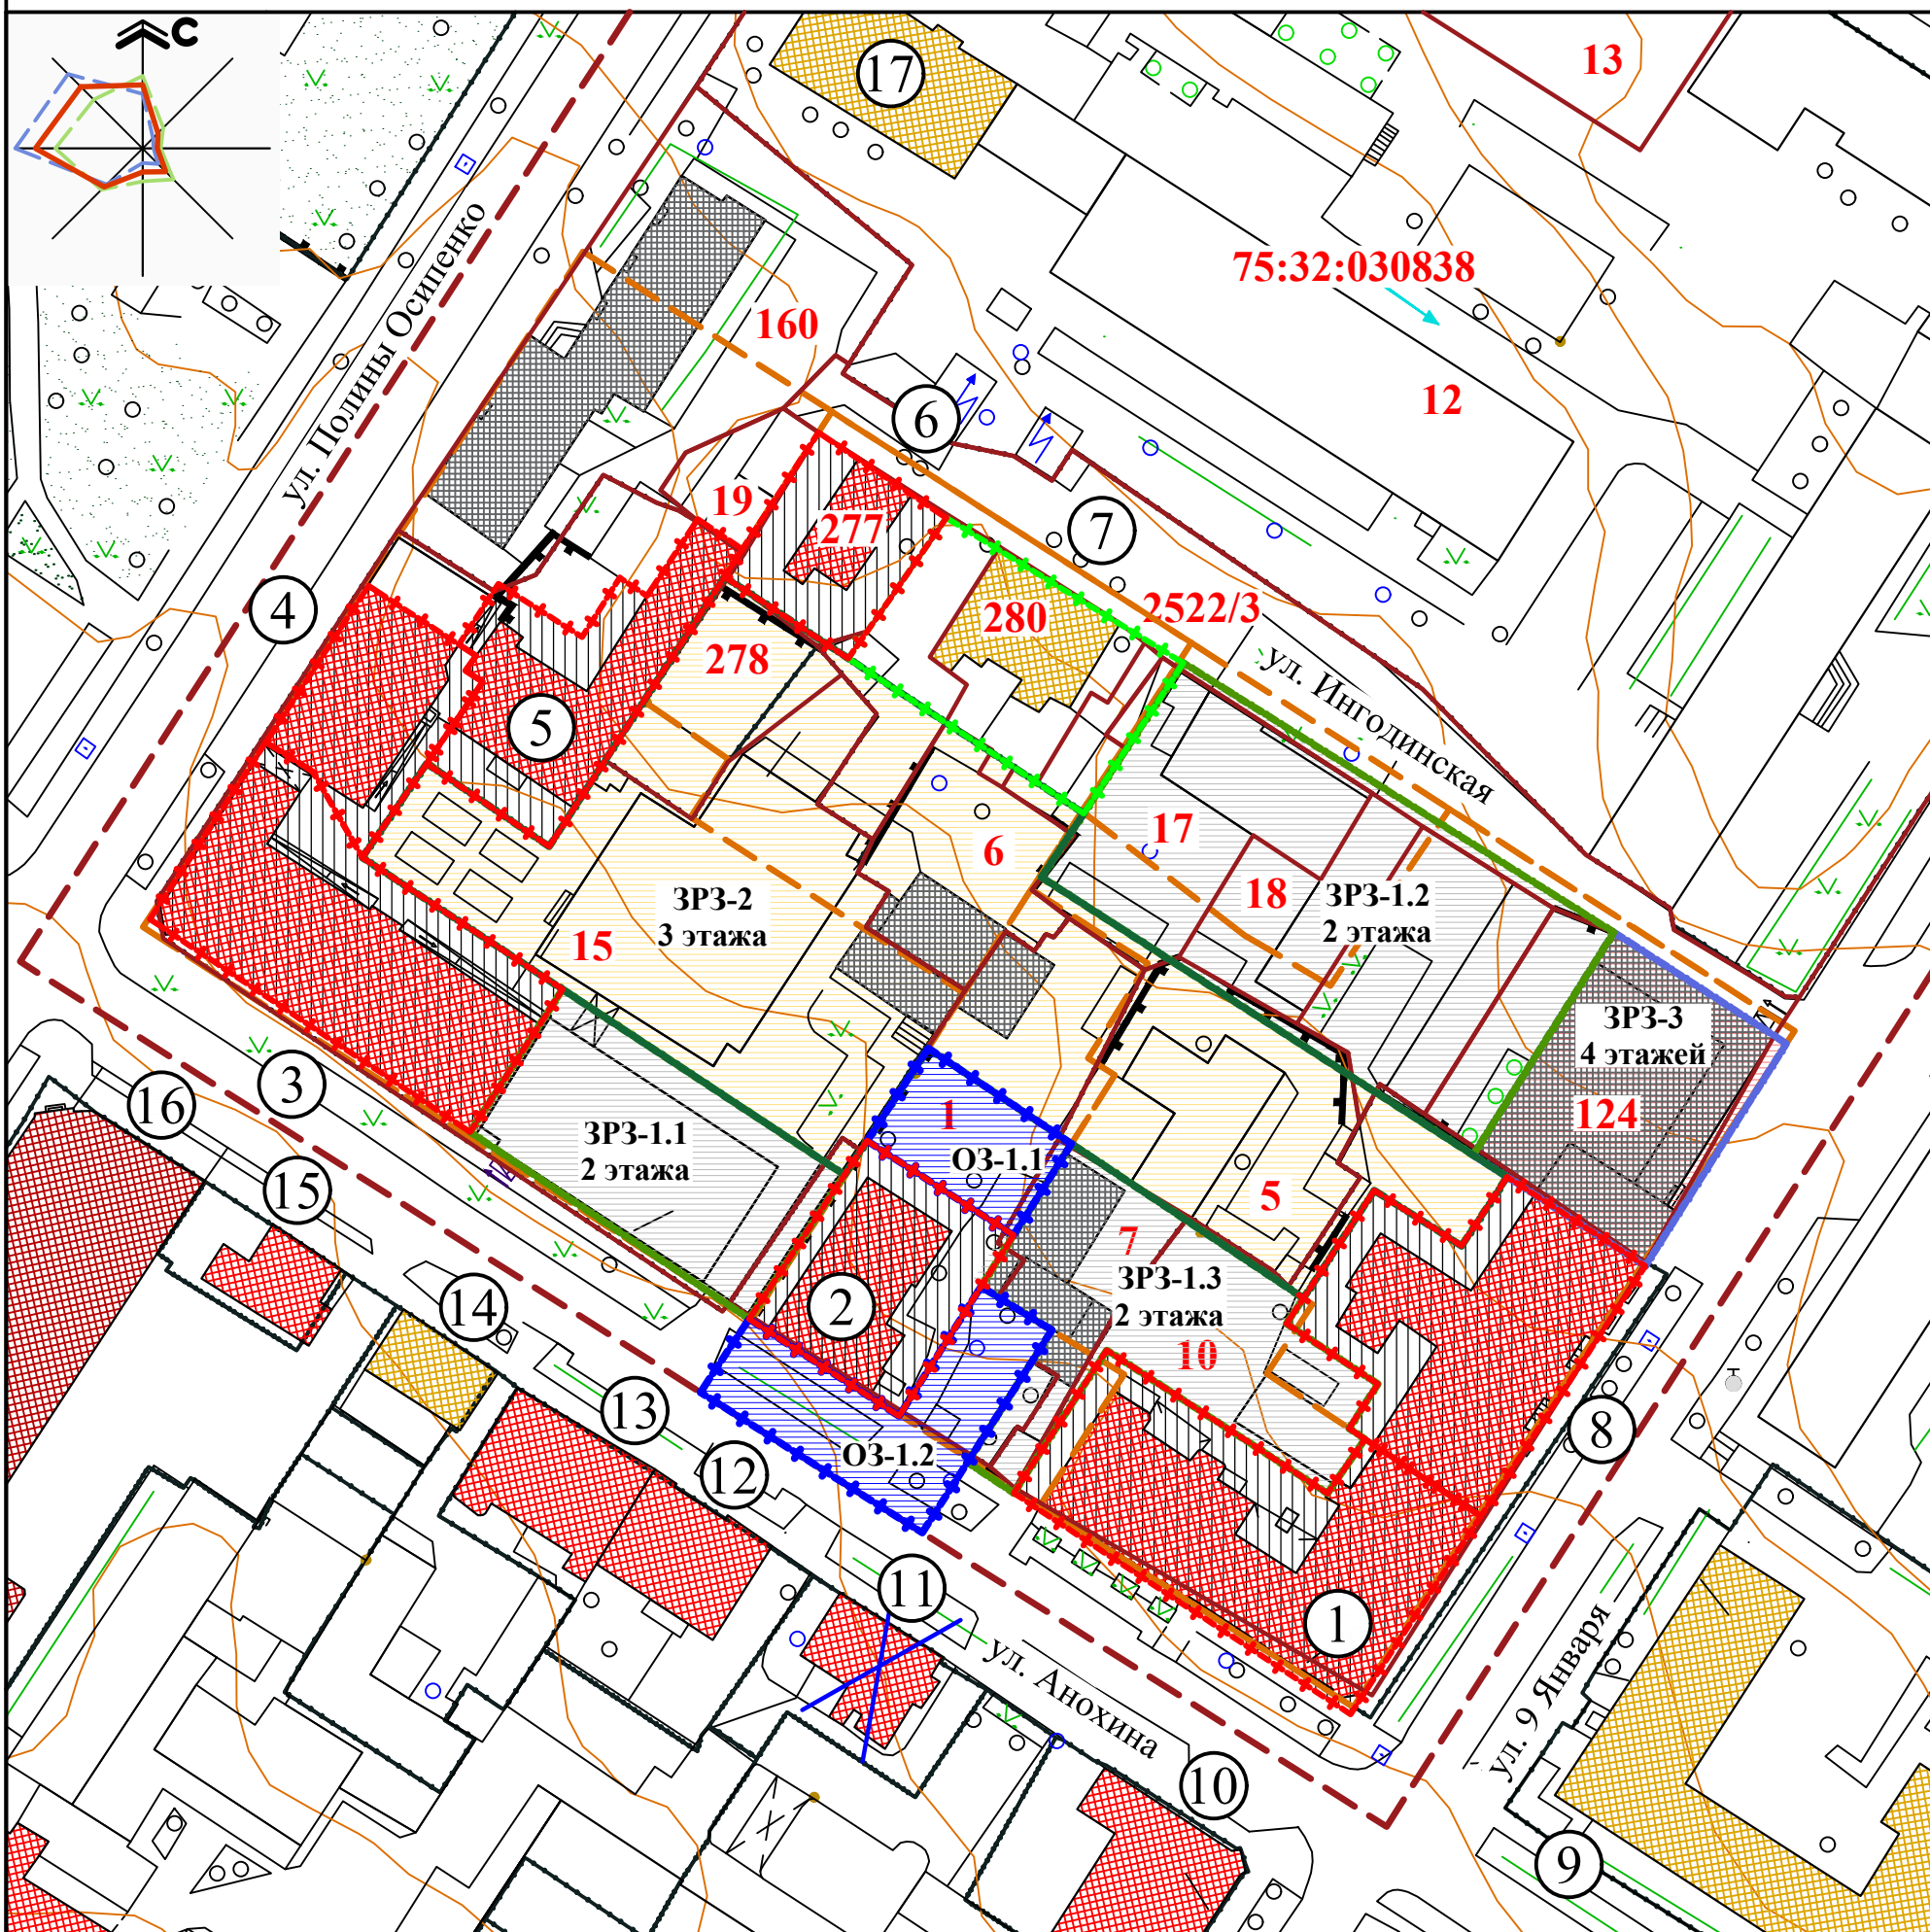 С
17
13
ул. Полины Осипенко
75:32:030838
160
12
6
19
277
7
4
280
2522/3
278
5
ул. Ингодинская
17
6
18
ЗРЗ-1.2
2 этажа
ЗРЗ-2
3 этажа
15
ЗРЗ-3
4 этажей
124
3
16
1
ЗРЗ-1.1
2 этажа
ОЗ-1.1
15
5
7
14
2
ЗРЗ-1.3
2 этажа
10
13
8
12
ОЗ-1.2
11
1
ул. Анохина
ул. 9 Января
10
9